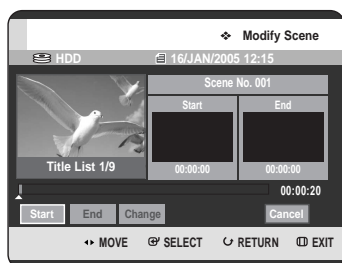 ❖ Modify Scene
HDD 16/JAN/2005 12:15
Scene No. 001
Start End
Title List 1/9
00:00:00 00:00:00
00:00:20
Start End Change Cancel
MOVE SELECT RETURN EXIT